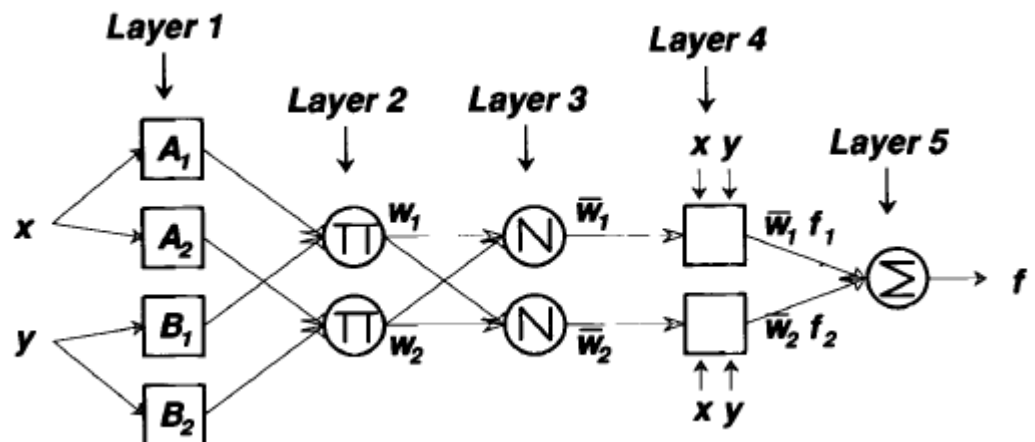 Layer 1
Layer 2
Layer 3
Layer 4
Layer 5
x
y
A₁
A₂
B₁
B₂
Π
Π
w₁
w₂
N
N
w̅₁
w̅₂
x y
x y
w̅₁ f₁
w̅₂ f₂
Σ
f